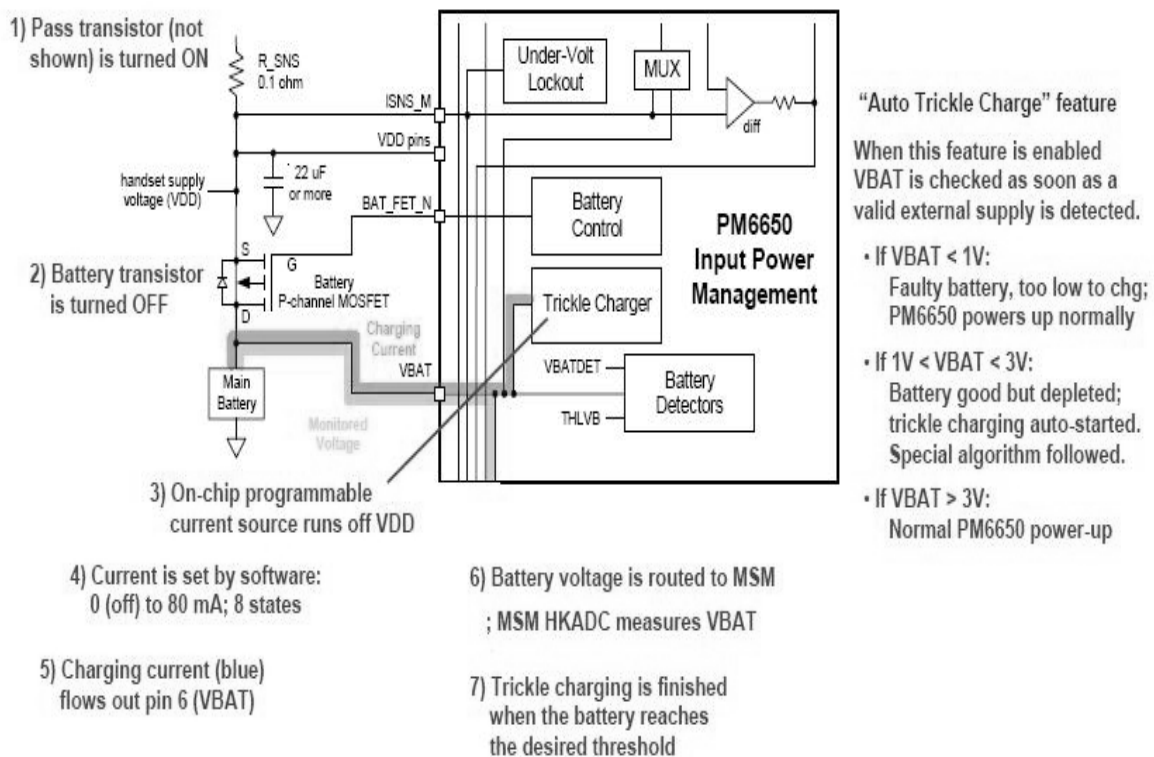 1) Pass transistor (not
shown) is turned ON
R_SNS
0.1 ohm
ISNS_M
VDD pins
handset supply
voltage (VDD)
22 uF
or more
BAT_FET_N
S
G
D
Battery
P-channel MOSFET
2) Battery transistor
is turned OFF
Charging
Current
VBAT
Main
Battery
Monitored
Voltage
Under-Volt
Lockout
MUX
diff
Battery
Control
PM6650
Input Power
Management
Trickle Charger
VBATDET
THLVB
Battery
Detectors
3) On-chip programmable
current source runs off VDD
4) Current is set by software:
0 (off) to 80 mA; 8 states
5) Charging current (blue)
flows out pin 6 (VBAT)
6) Battery voltage is routed to MSM
; MSM HKADC measures VBAT
7) Trickle charging is finished
when the battery reaches
the desired threshold
“Auto Trickle Charge” feature
When this feature is enabled
VBAT is checked as soon as a
valid external supply is detected.
• If VBAT < 1V:
Faulty battery, too low to chg;
PM6650 powers up normally
• If 1V < VBAT < 3V:
Battery good but depleted;
trickle charging auto-started.
Special algorithm followed.
• If VBAT > 3V:
Normal PM6650 power-up